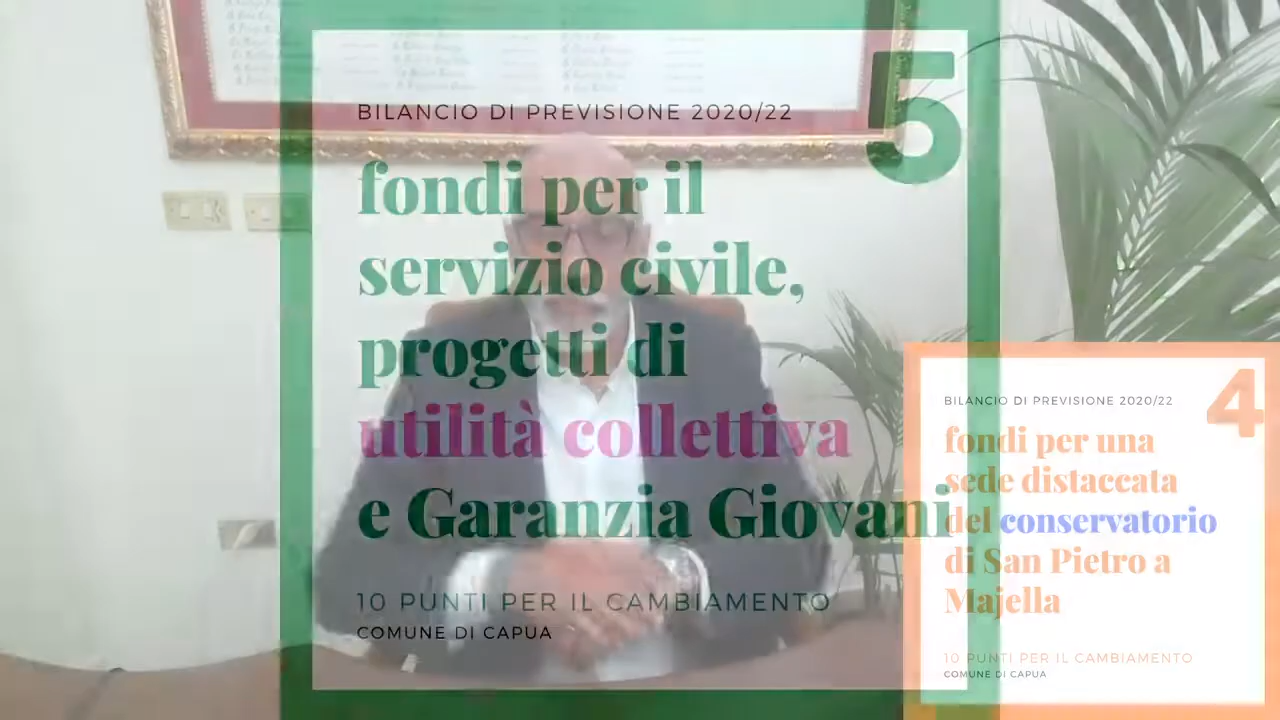 BILANCIO DI PREVISIONE 2020/22
5
fondi per il
servizio civile,
progetti di
utilità collettiva
e Garanzia Giovani
10 PUNTI PER IL CAMBIAMENTO
COMUNE DI CAPUA
BILANCIO DI PREVISIONE 2020/22
4
fondi per una
sede distaccata
del conservatorio
di San Pietro a
Majella
10 PUNTI PER IL CAMBIAMENTO
COMUNE DI CAPUA